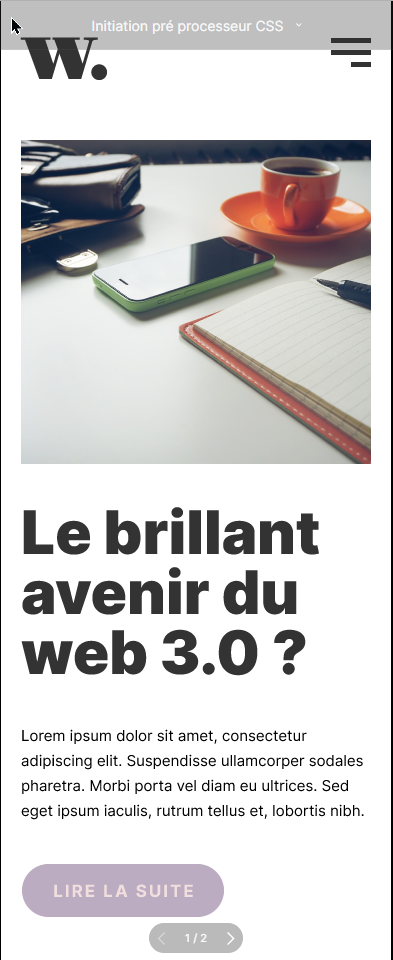 Initiation pré processeur CSS
W.
Le brillant
avenir du
web 3.0 ?
Lorem ipsum dolor sit amet, consectetur
adipiscing elit. Suspendisse ullamcorper sodales
pharetra. Morbi porta vel diam eu ultrices. Sed
eget ipsum iaculis, rutrum tellus et, lobortis nibh.
LIRE LA SUITE
1 / 2